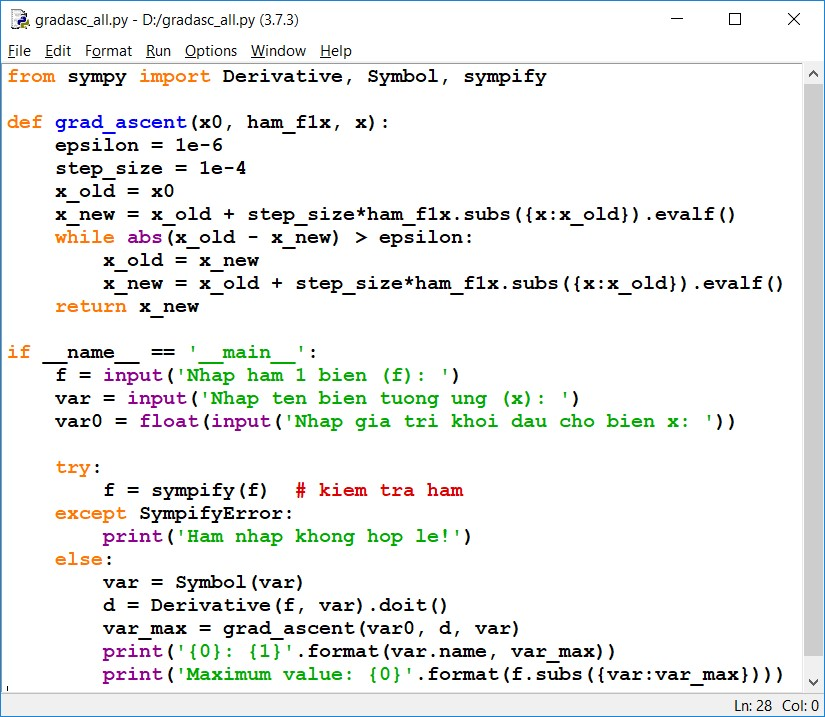 gradasc_all.py - D:/gradasc_all.py (3.7.3)
File Edit Format Run Options Window Help
from sympy import Derivative, Symbol, sympify

def grad_ascent(x0, ham_f1x, x):
    epsilon = 1e-6
    step_size = 1e-4
    x_old = x0
    x_new = x_old + step_size*ham_f1x.subs({x:x_old}).evalf()
    while abs(x_old - x_new) > epsilon:
        x_old = x_new
        x_new = x_old + step_size*ham_f1x.subs({x:x_old}).evalf()
    return x_new

if __name__ == '__main__':
    f = input('Nhap ham 1 bien (f): ')
    var = input('Nhap ten bien tuong ung (x): ')
    var0 = float(input('Nhap gia tri khoi dau cho bien x: '))

    try:
        f = sympify(f)  # kiem tra ham
    except SympifyError:
        print('Ham nhap khong hop le!')
    else:
        var = Symbol(var)
        d = Derivative(f, var).doit()
        var_max = grad_ascent(var0, d, var)
        print('{0}: {1}'.format(var.name, var_max))
        print('Maximum value: {0}'.format(f.subs({var:var_max})))
Ln: 28 Col: 0